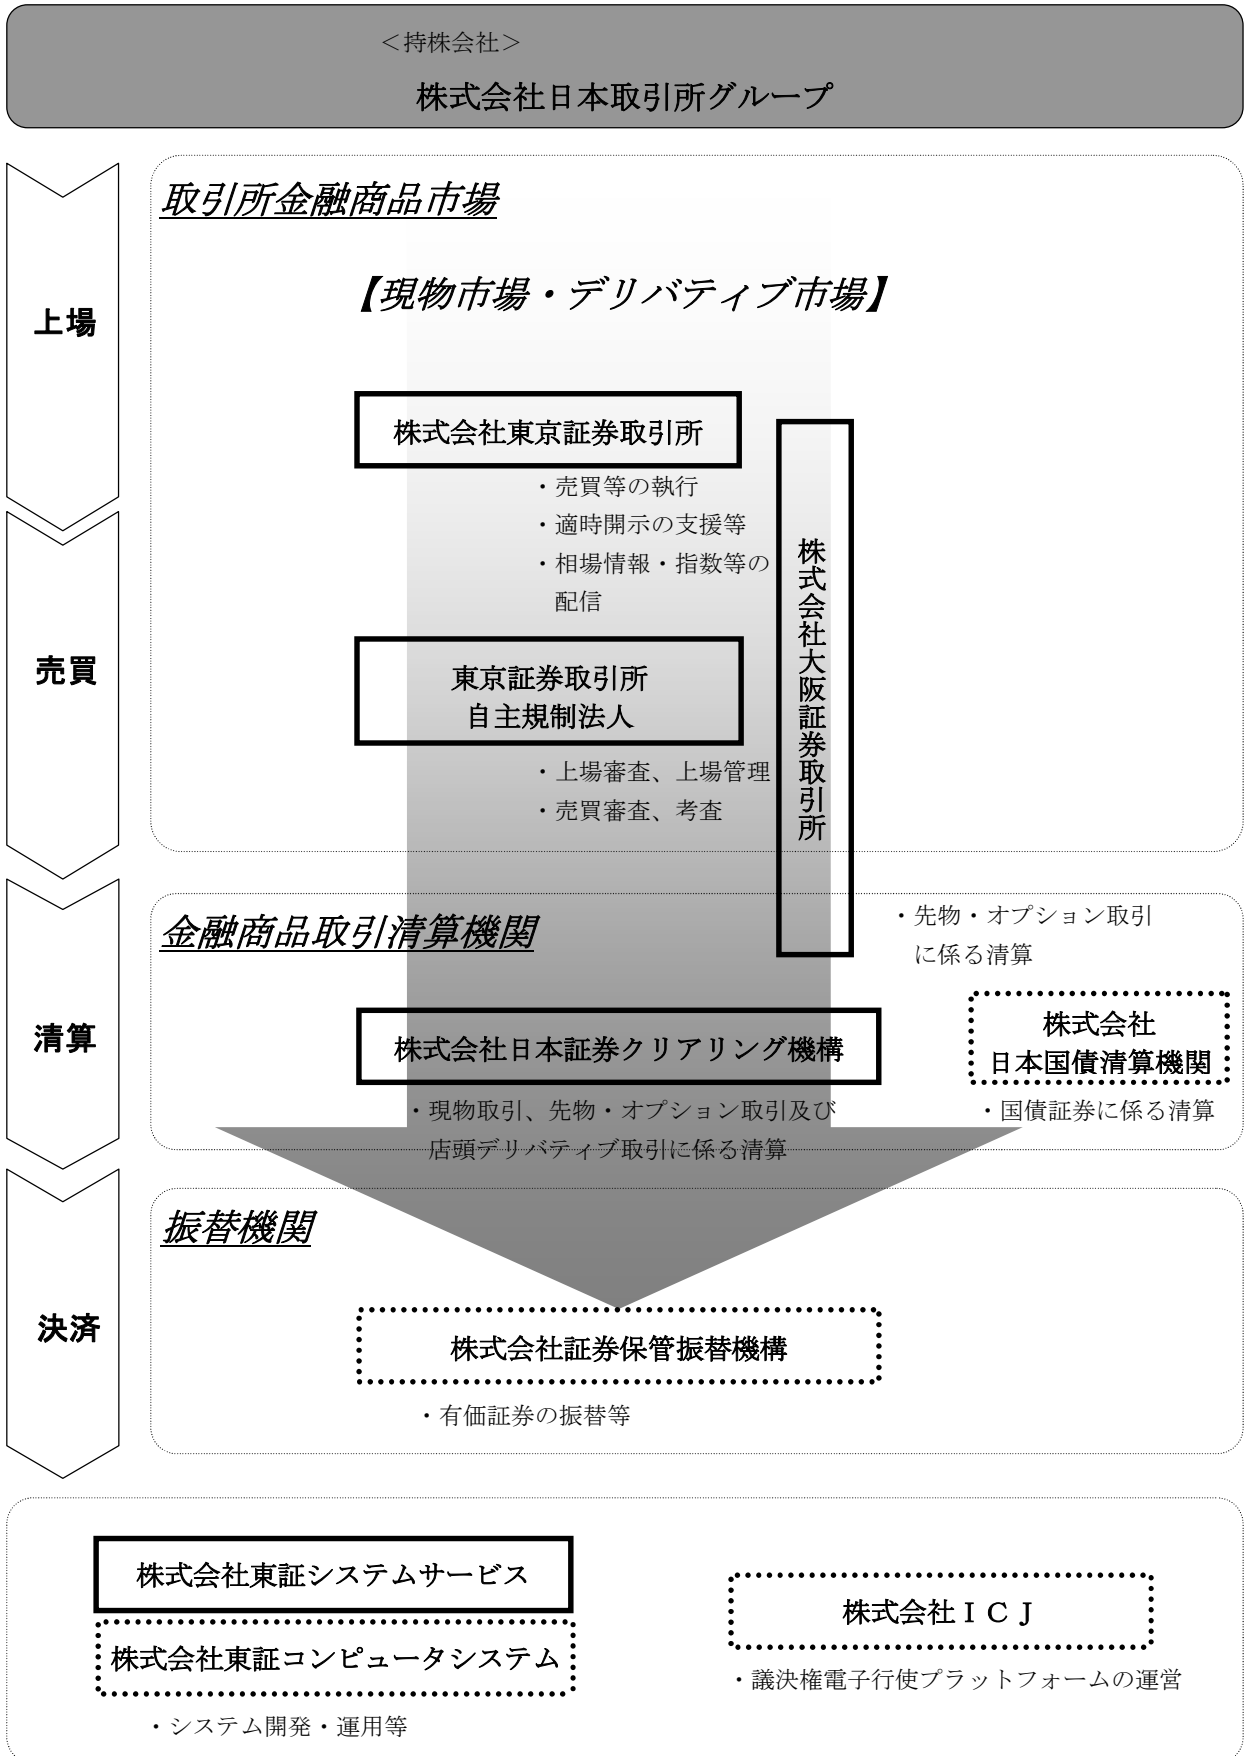 ＜持株会社＞
株式会社日本取引所グループ
上場
売買
清算
決済
取引所金融商品市場
【現物市場・デリバティブ市場】
株式会社東京証券取引所
・売買等の執行
・適時開示の支援等
・相場情報・指数等の
配信
東京証券取引所
自主規制法人
・上場審査、上場管理
・売買審査、考査
株式会社大阪証券取引所
金融商品取引清算機関
・先物・オプション取引
に係る清算
株式会社日本証券クリアリング機構
・現物取引、先物・オプション取引及び
店頭デリバティブ取引に係る清算
株式会社
日本国債清算機関
・国債証券に係る清算
振替機関
株式会社証券保管振替機構
・有価証券の振替等
株式会社東証システムサービス
株式会社東証コンピュータシステム
・システム開発・運用等
株式会社ＩＣＪ
・議決権電子行使プラットフォームの運営